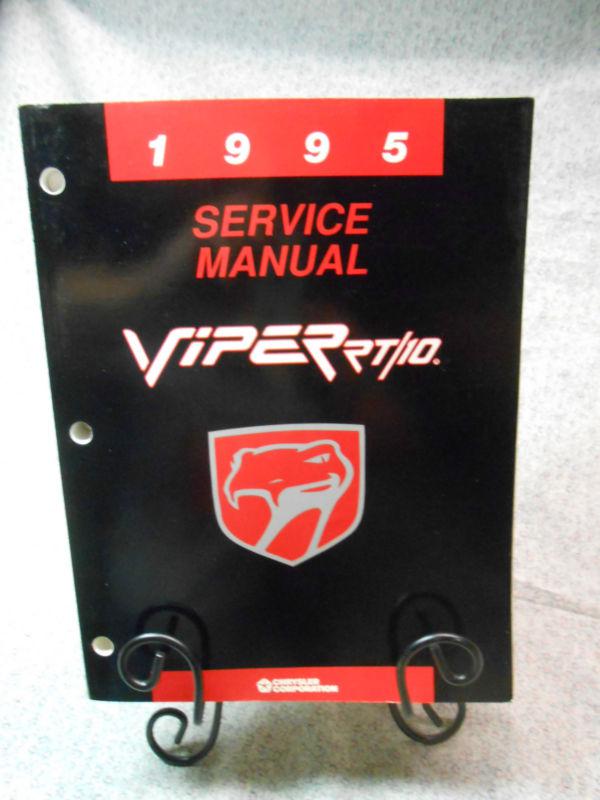 1 9 9 5
SERVICE
MANUAL
VIPER RT/10
CHRYSLER
CORPORATION